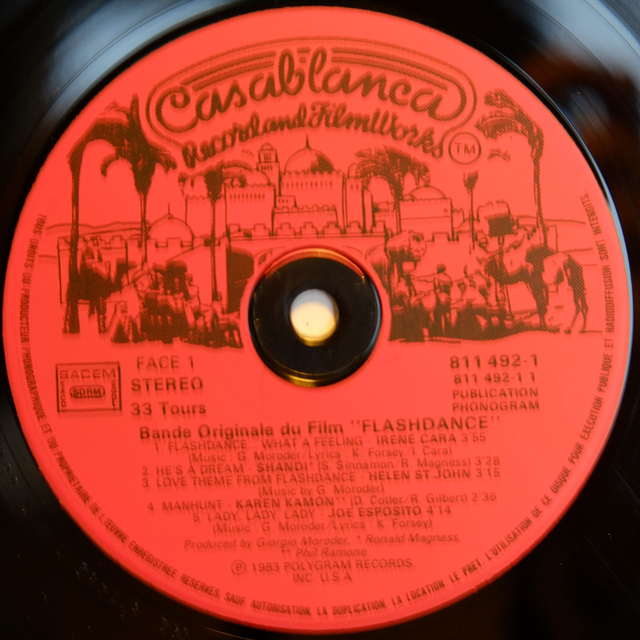 Casablanca
Record and FilmWorks
TM
FACE 1
STEREO
33 Tours
SACEM
SDRM
811 492-1
811 492-1 1
PUBLICATION
PHONOGRAM
Bande Originale du Film "FLASHDANCE"
1. FLASHDANCE... WHAT A FEELING - IRENE CARA 3'55
(Music : G. Moroder/Lyrics : K. Forsey/I. Cara)
2. HE'S A DREAM - SHANDI* (S. Sinnamon/R. Magness) 3'28
3. LOVE THEME FROM FLASHDANCE - HELEN ST JOHN 3'15
(Music by G. Moroder)
4. MANHUNT - KAREN KAMON** (D. Cotler/R. Gilbert) 2'36
5. LADY, LADY, LADY - JOE ESPOSITO 4'14
(Music : G. Moroder/Lyrics : K. Forsey)
Produced by Giorgio Moroder, * Ronald Magness,
** Phil Ramone
℗ 1983 POLYGRAM RECORDS
INC. U.S.A
TOUS DROITS DU PRODUCTEUR PHONOGRAPHIQUE ET DU PROPRIETAIRE DE L'ŒUVRE ENREGISTREE RESERVES. SAUF AUTORISATION, LA DUPLICATION, LA LOCATION, LE PRET, L'UTILISATION DE CE DISQUE POUR EXECUTION PUBLIQUE ET RADIODIFFUSION SONT INTERDITS.